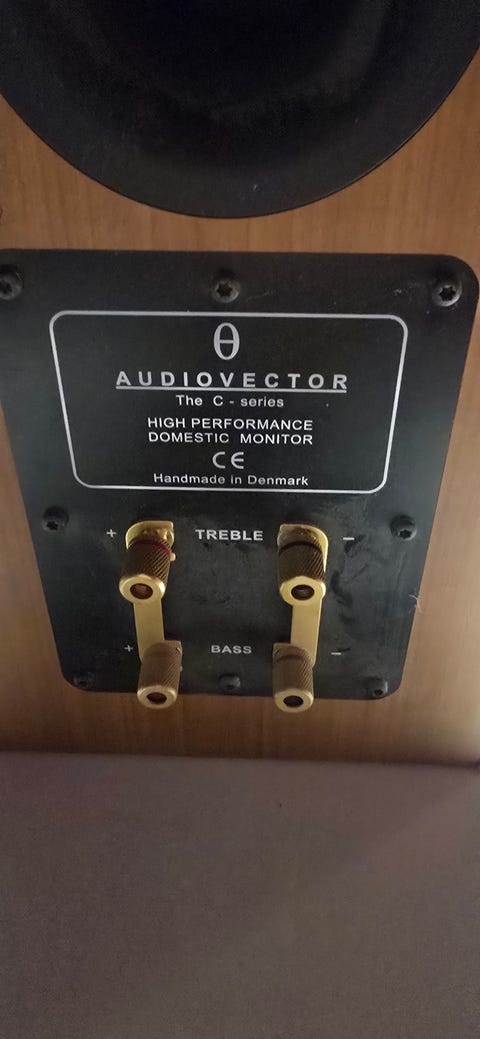 θ
AUDIOVECTOR
The C - series
HIGH PERFORMANCE
DOMESTIC MONITOR
CE
Handmade in Denmark
+ TREBLE –
+ BASS –